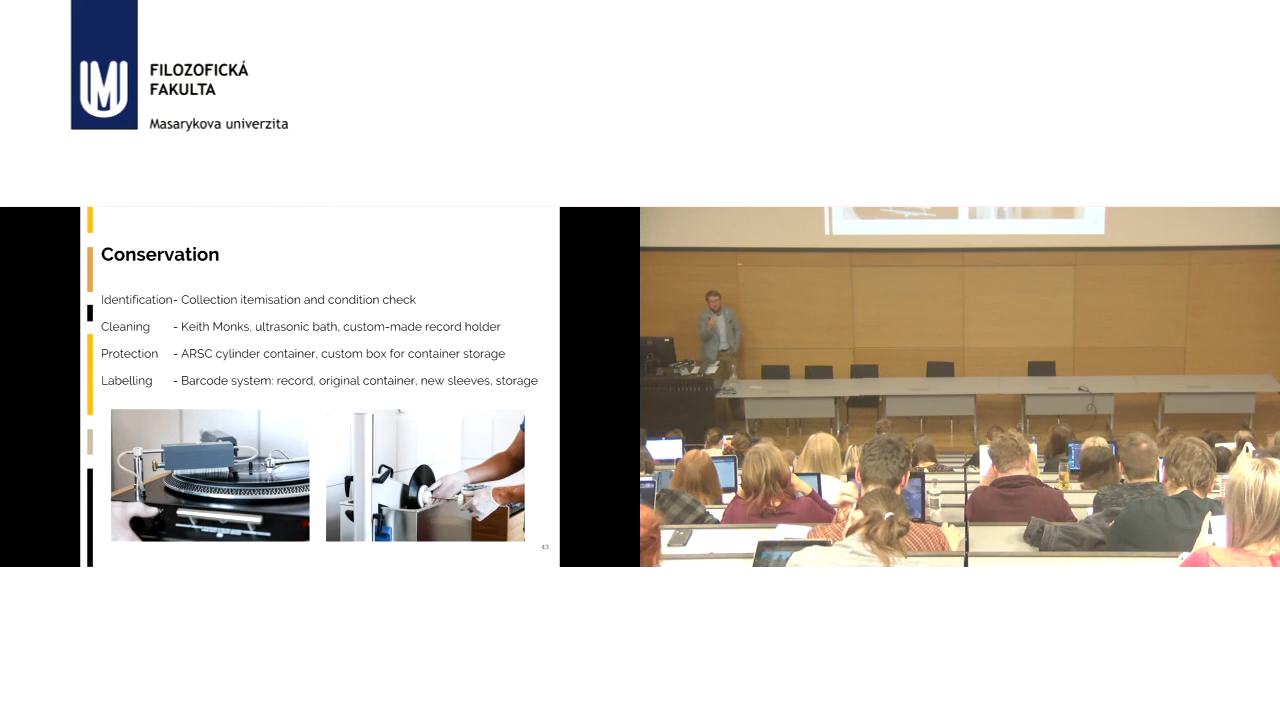 FILOZOFICKÁ
FAKULTA
Masarykova univerzita
Conservation
Identification- Collection itemisation and condition check
Cleaning - Keith Monks, ultrasonic bath, custom-made record holder
Protection - ARSC cylinder container, custom box for container storage
Labelling - Barcode system: record, original container, new sleeves, storage
43